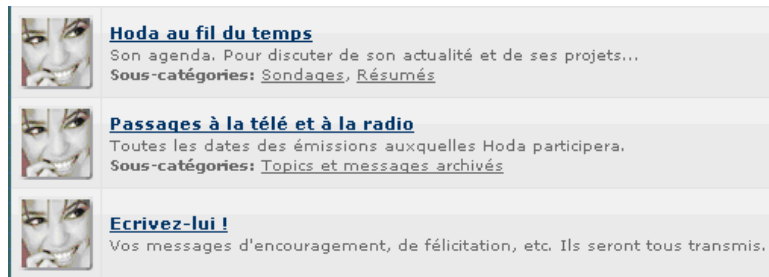 Hoda au fil du temps
Son agenda. Pour discuter de son actualité et de ses projets...
Sous-catégories: Sondages, Résumés
Passages à la télé et à la radio
Toutes les dates des émissions auxquelles Hoda participera.
Sous-catégories: Topics et messages archivés
Ecrivez-lui !
Vos messages d'encouragement, de félicitation, etc. Ils seront tous transmis.